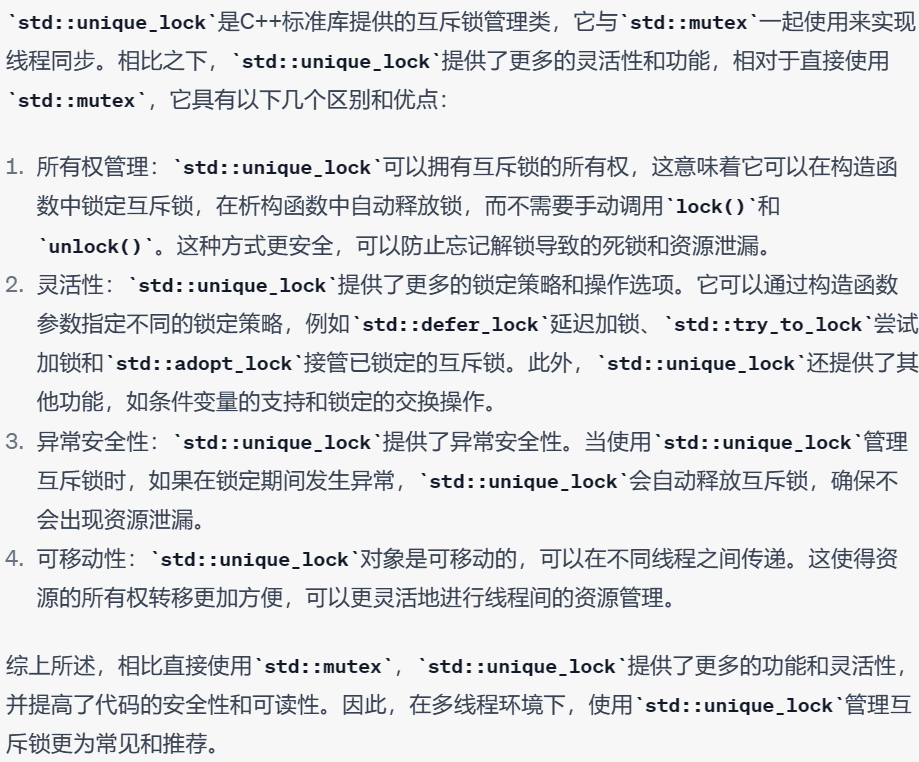 `std::unique_lock`是C++标准库提供的互斥锁管理类，它与`std::mutex`一起使用来实现
线程同步。相比之下，`std::unique_lock`提供了更多的灵活性和功能，相对于直接使用
`std::mutex`，它具有以下几个区别和优点：
1. 所有权管理：`std::unique_lock`可以拥有互斥锁的所有权，这意味着它可以在构造函
数中锁定互斥锁，在析构函数中自动释放锁，而不需要手动调用`lock()`和
`unlock()`。这种方式更安全，可以防止忘记解锁导致的死锁和资源泄漏。
2. 灵活性：`std::unique_lock`提供了更多的锁定策略和操作选项。它可以通过构造函数
参数指定不同的锁定策略，例如`std::defer_lock`延迟加锁、`std::try_to_lock`尝试
加锁和`std::adopt_lock`接管已锁定的互斥锁。此外，`std::unique_lock`还提供了其
他功能，如条件变量的支持和锁定的交换操作。
3. 异常安全性：`std::unique_lock`提供了异常安全性。当使用`std::unique_lock`管理
互斥锁时，如果在锁定期间发生异常，`std::unique_lock`会自动释放互斥锁，确保不
会出现资源泄漏。
4. 可移动性：`std::unique_lock`对象是可移动的，可以在不同线程之间传递。这使得资
源的所有权转移更加方便，可以更灵活地进行线程间的资源管理。
综上所述，相比直接使用`std::mutex`，`std::unique_lock`提供了更多的功能和灵活性，
并提高了代码的安全性和可读性。因此，在多线程环境下，使用`std::unique_lock`管理互
斥锁更为常见和推荐。